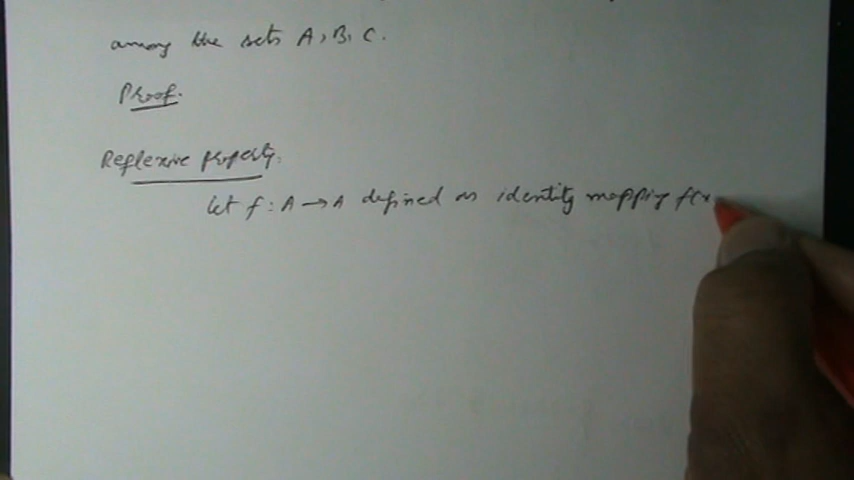 among the sets A, B, C.
Proof.
Reflexive property.
Let f : A → A defined as identity mapping f(x